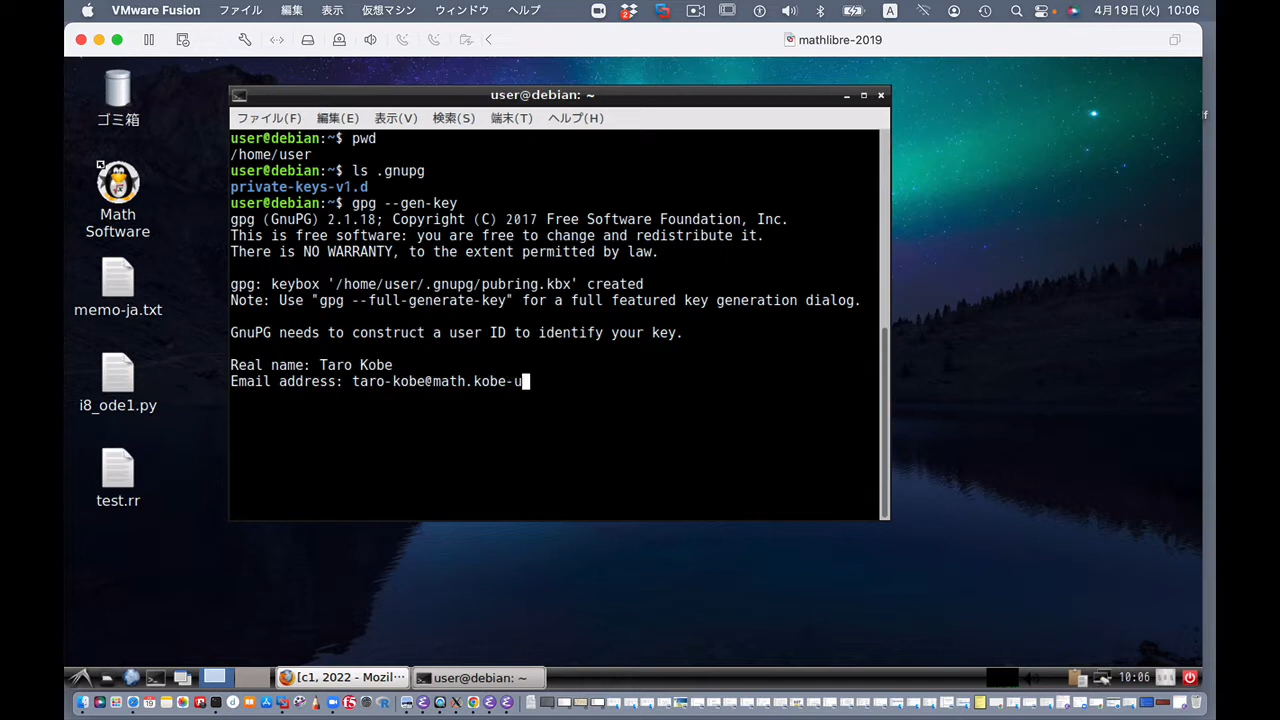 VMware Fusion ファイル 編集 表示 仮想マシン ウィンドウ ヘルプ A 4月19日(火) 10:06
mathlibre-2019
user@debian: ~
ファイル(F) 編集(E) 表示(V) 検索(S) 端末(T) ヘルプ(H)
user@debian:~$ pwd
/home/user
user@debian:~$ ls .gnupg
private-keys-v1.d
user@debian:~$ gpg --gen-key
gpg (GnuPG) 2.1.18; Copyright (C) 2017 Free Software Foundation, Inc.
This is free software: you are free to change and redistribute it.
There is NO WARRANTY, to the extent permitted by law.
gpg: keybox '/home/user/.gnupg/pubring.kbx' created
Note: Use "gpg --full-generate-key" for a full featured key generation dialog.
GnuPG needs to construct a user ID to identify your key.
Real name: Taro Kobe
Email address: taro-kobe@math.kobe-u
ゴミ箱
Math
Software
memo-ja.txt
i8_ode1.py
test.rr
[c1, 2022 - Mozil…
user@debian: ~
10:06